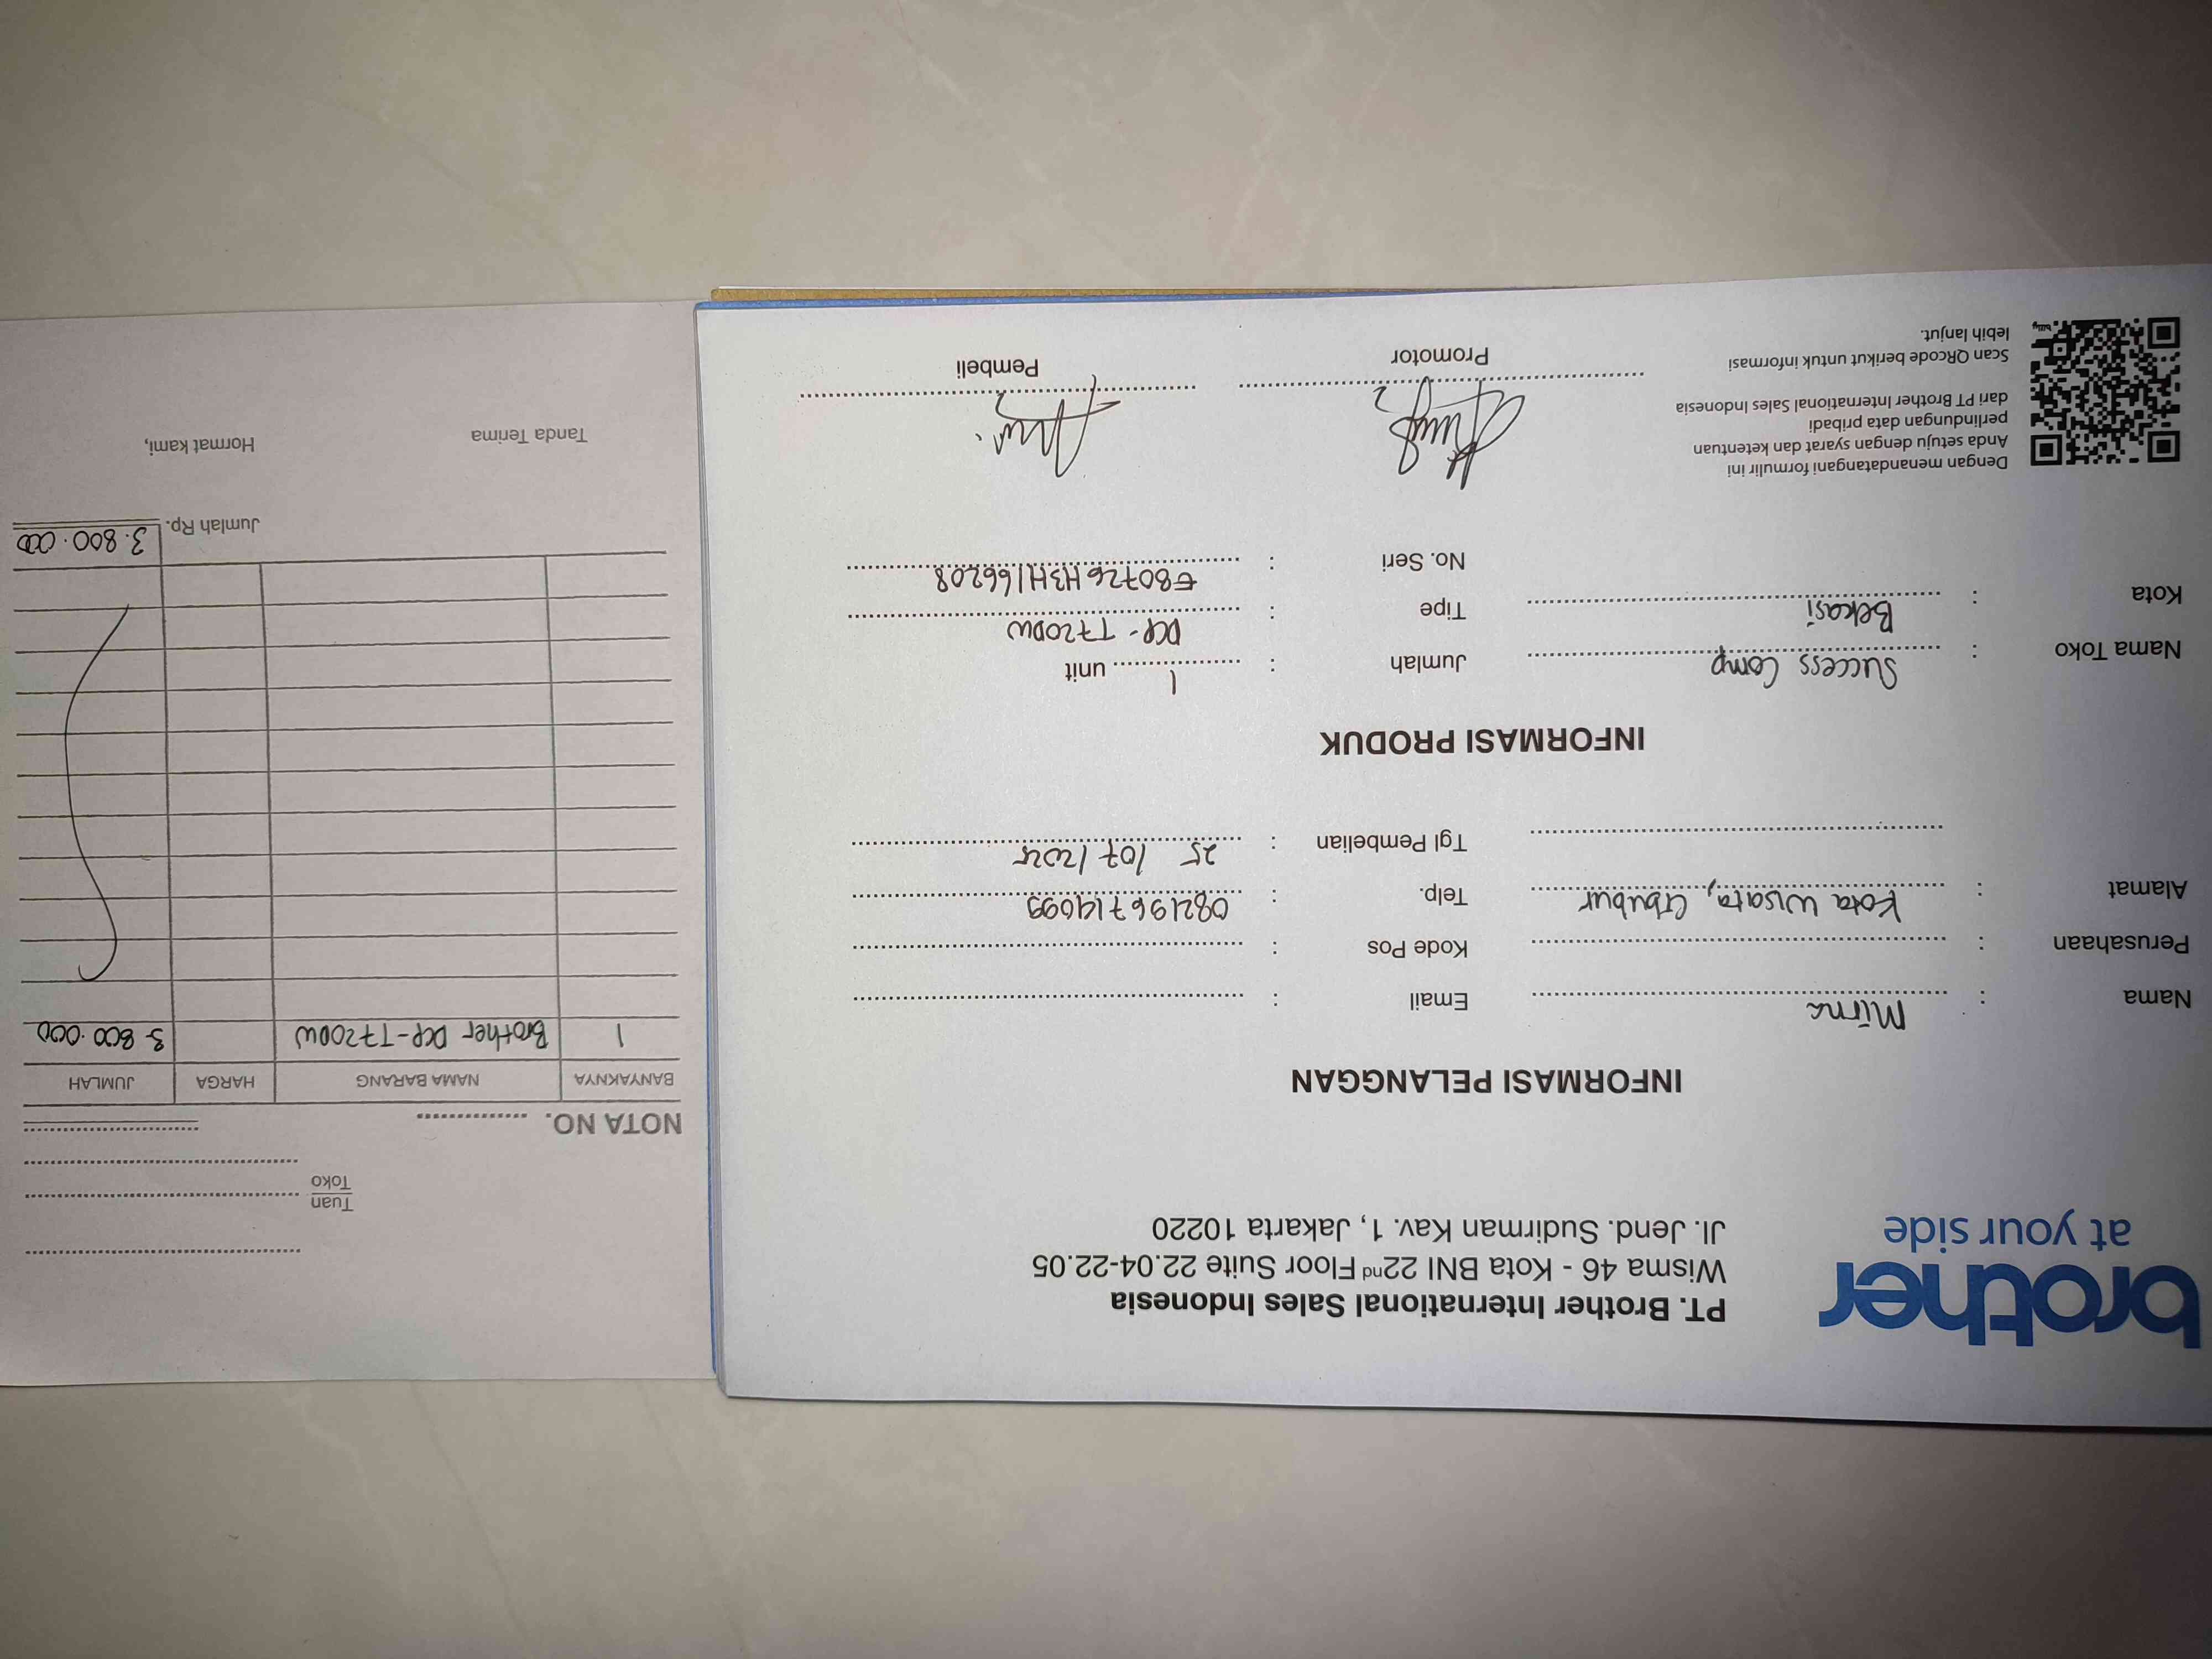 brother
at your side
PT. Brother International Sales Indonesia
Wisma 46 - Kota BNI 22nd Floor Suite 22.04-22.05
Jl. Jend. Sudirman Kav. 1, Jakarta 10220
INFORMASI PELANGGAN
Nama : Mirna
Perusahaan :
Alamat : Kota Wisata, Cibubur
Email :
Kode Pos :
Telp. : 082196714099
Tgl Pembelian : 25 / 07 / 2025
INFORMASI PRODUK
Nama Toko : Success Comp
Kota : Bekasi
Jumlah : 1 unit
Tipe : DCP-T720DW
No. Seri : E80726H3H166208
Dengan menandatangani formulir ini
Anda setuju dengan syarat dan ketentuan
perlindungan data pribadi
dari PT Brother International Sales Indonesia
Scan QRcode berikut untuk informasi
lebih lanjut.
Promotor
Pembeli
Tuan
Toko
NOTA NO.
BANYAKNYA NAMA BARANG HARGA JUMLAH
1 Brother DCP-T720DW 3.800.000
Jumlah Rp. 3.800.000
Tanda Terima Hormat kami,